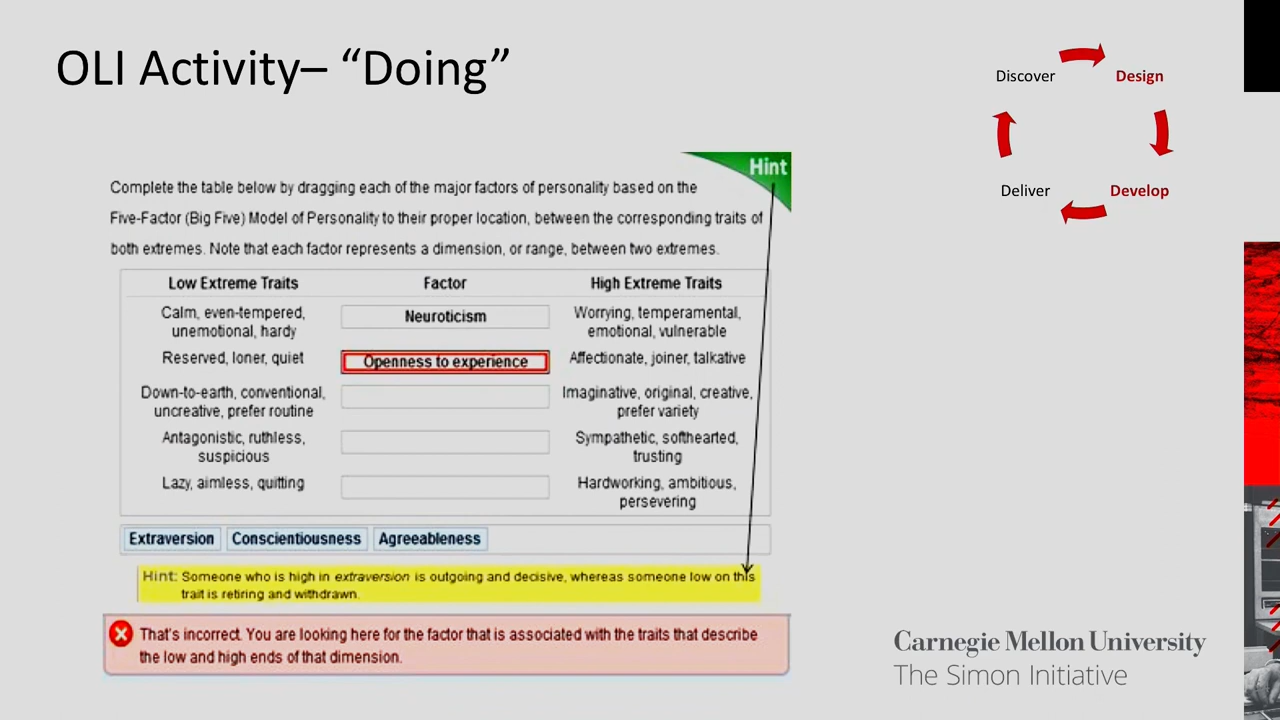 OLI Activity– “Doing”
Discover
Design
Deliver
Develop
Hint
Complete the table below by dragging each of the major factors of personality based on the
Five-Factor (Big Five) Model of Personality to their proper location, between the corresponding traits of
both extremes. Note that each factor represents a dimension, or range, between two extremes.
Low Extreme Traits Factor High Extreme Traits
Calm, even-tempered,
unemotional, hardy
Neuroticism
Worrying, temperamental,
emotional, vulnerable
Reserved, loner, quiet
Openness to experience
Affectionate, joiner, talkative
Down-to-earth, conventional,
uncreative, prefer routine
Imaginative, original, creative,
prefer variety
Antagonistic, ruthless,
suspicious
Sympathetic, softhearted,
trusting
Lazy, aimless, quitting
Hardworking, ambitious,
persevering
Extraversion Conscientiousness Agreeableness
Hint: Someone who is high in extraversion is outgoing and decisive, whereas someone low on this
trait is retiring and withdrawn.
That's incorrect. You are looking here for the factor that is associated with the traits that describe
the low and high ends of that dimension.
Carnegie Mellon University
The Simon Initiative